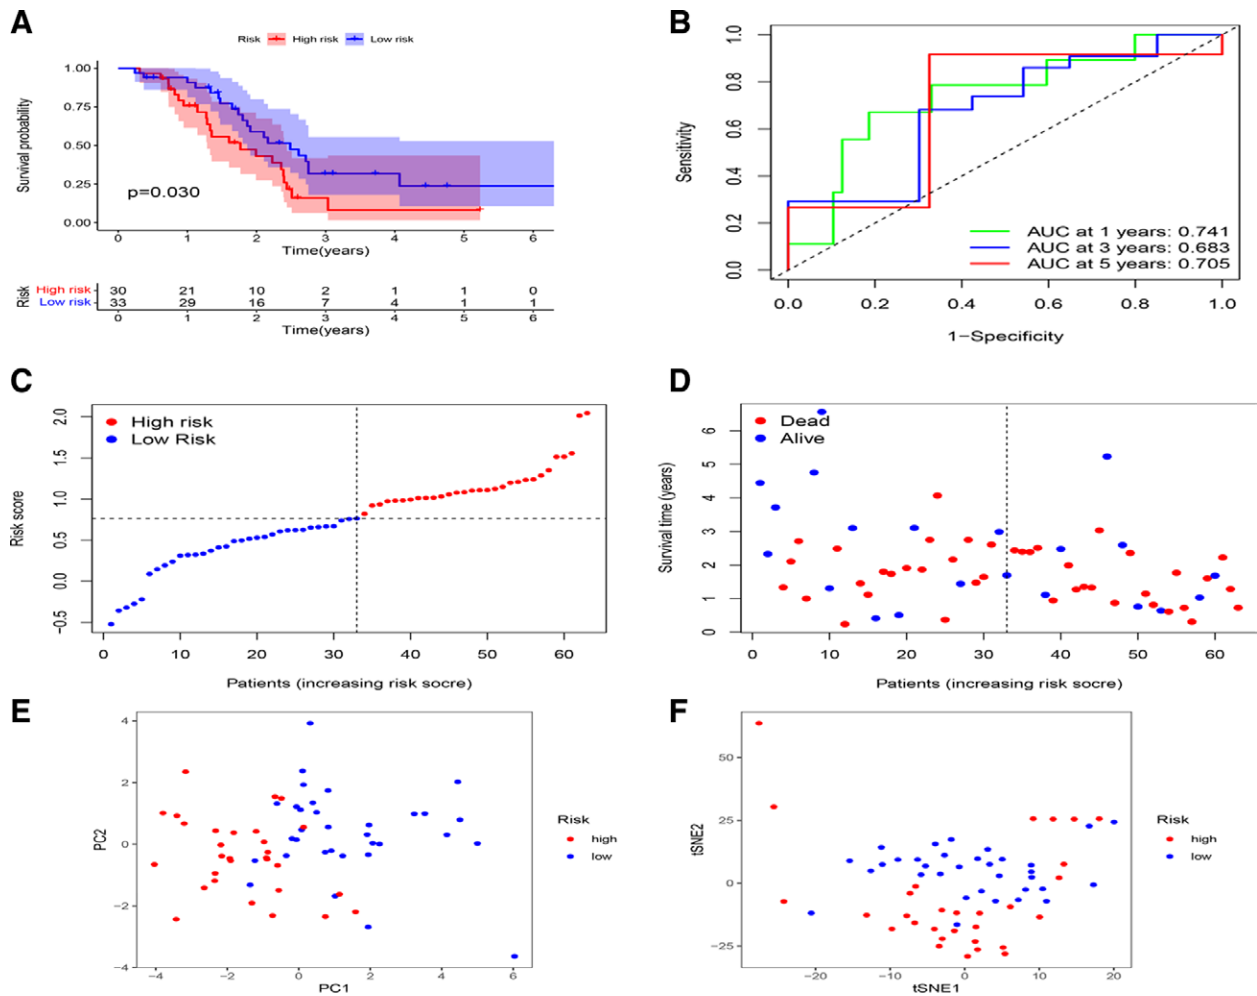 A
Risk High risk Low risk
Survival probability
1.00
0.75
0.50
0.25
0.00
p=0.030
0 1 2 3 4 5 6
Time(years)
Risk
High risk 30 21 10 2 1 1 0
Low risk 33 29 16 7 4 1 1
0 1 2 3 4 5 6
Time(years)
B
Sensitivity
1.0
0.8
0.6
0.4
0.2
0.0
AUC at 1 years: 0.741
AUC at 3 years: 0.683
AUC at 5 years: 0.705
0.0 0.2 0.4 0.6 0.8 1.0
1−Specificity
C
Risk score
2.0
1.5
1.0
0.5
0.0
−0.5
High risk
Low Risk
0 10 20 30 40 50 60
Patients (increasing risk socre)
D
Survival time (years)
6
5
4
3
2
1
0
Dead
Alive
0 10 20 30 40 50 60
Patients (increasing risk socre)
E
PC2
4
2
0
−2
−4
−4 −2 0 2 4 6
PC1
Risk
high
low
F
tSNE2
50
25
0
−25
−20 −10 0 10 20
tSNE1
Risk
high
low